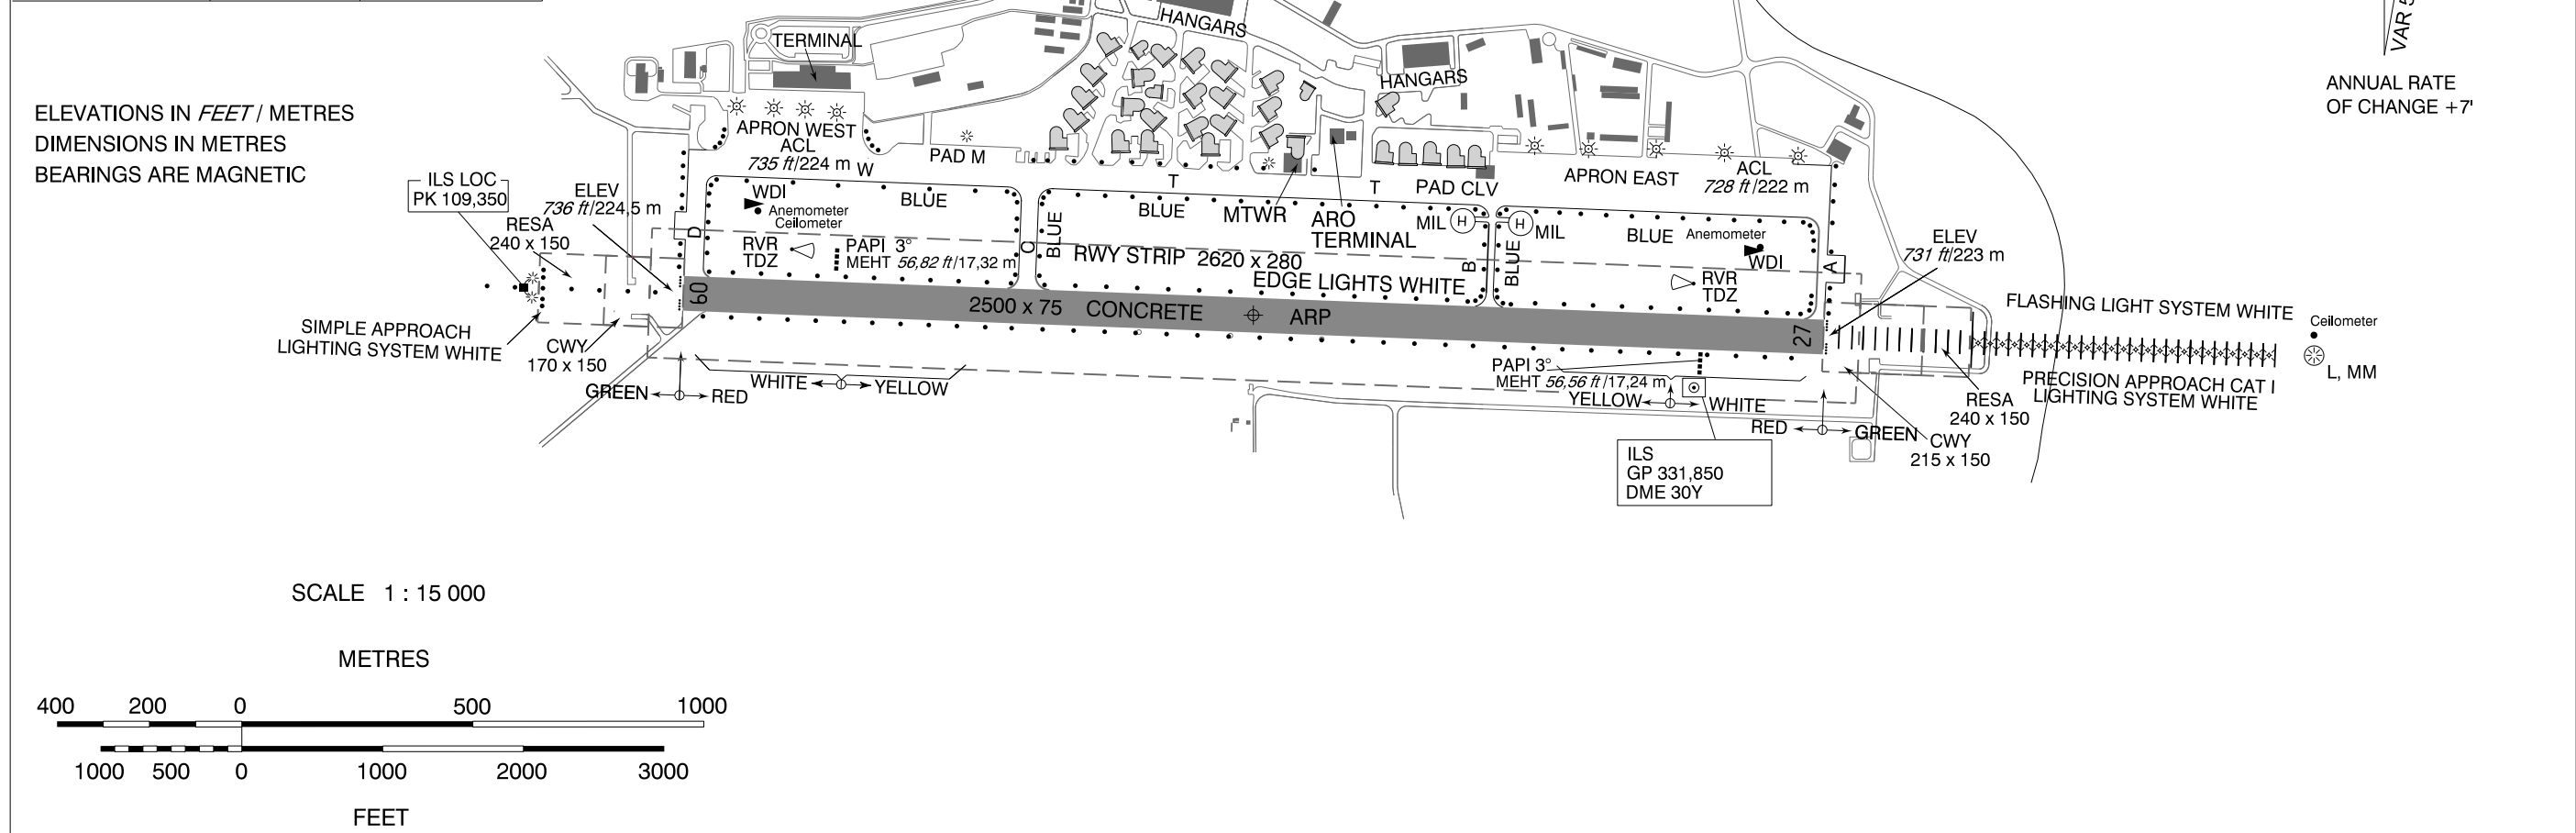 HANGARS
TERMINAL
VAR 5
HANGARS
ANNUAL RATE
OF CHANGE +7'
ELEVATIONS IN FEET / METRES
DIMENSIONS IN METRES
BEARINGS ARE MAGNETIC
APRON WEST
ACL
735 ft/224 m
W
PAD M
T
T
PAD CLV
APRON EAST
ACL
728 ft/222 m
ILS LOC
PK 109,350
ELEV
736 ft/224,5 m
RESA
240 x 150
WDI
Anemometer
Ceilometer
BLUE
BLUE
BLUE
MTWR
ARO
TERMINAL
MIL
H
H
MIL
BLUE
BLUE
Anemometer
WDI
ELEV
731 ft/223 m
D
C
B
A
RVR
TDZ
PAPI 3°
MEHT 56,82 ft/17,32 m
RWY STRIP 2620 x 280
EDGE LIGHTS WHITE
RVR
TDZ
09
2500 x 75 CONCRETE
ARP
27
FLASHING LIGHT SYSTEM WHITE
Ceilometer
L, MM
SIMPLE APPROACH
LIGHTING SYSTEM WHITE
CWY
170 x 150
GREEN
RED
WHITE
YELLOW
PAPI 3°
MEHT 56,56 ft/17,24 m
YELLOW
WHITE
RED
GREEN
PRECISION APPROACH CAT I
LIGHTING SYSTEM WHITE
RESA
240 x 150
CWY
215 x 150
ILS
GP 331,850
DME 30Y
SCALE 1 : 15 000
METRES
400 200 0 500 1000
1000 500 0 1000 2000 3000
FEET